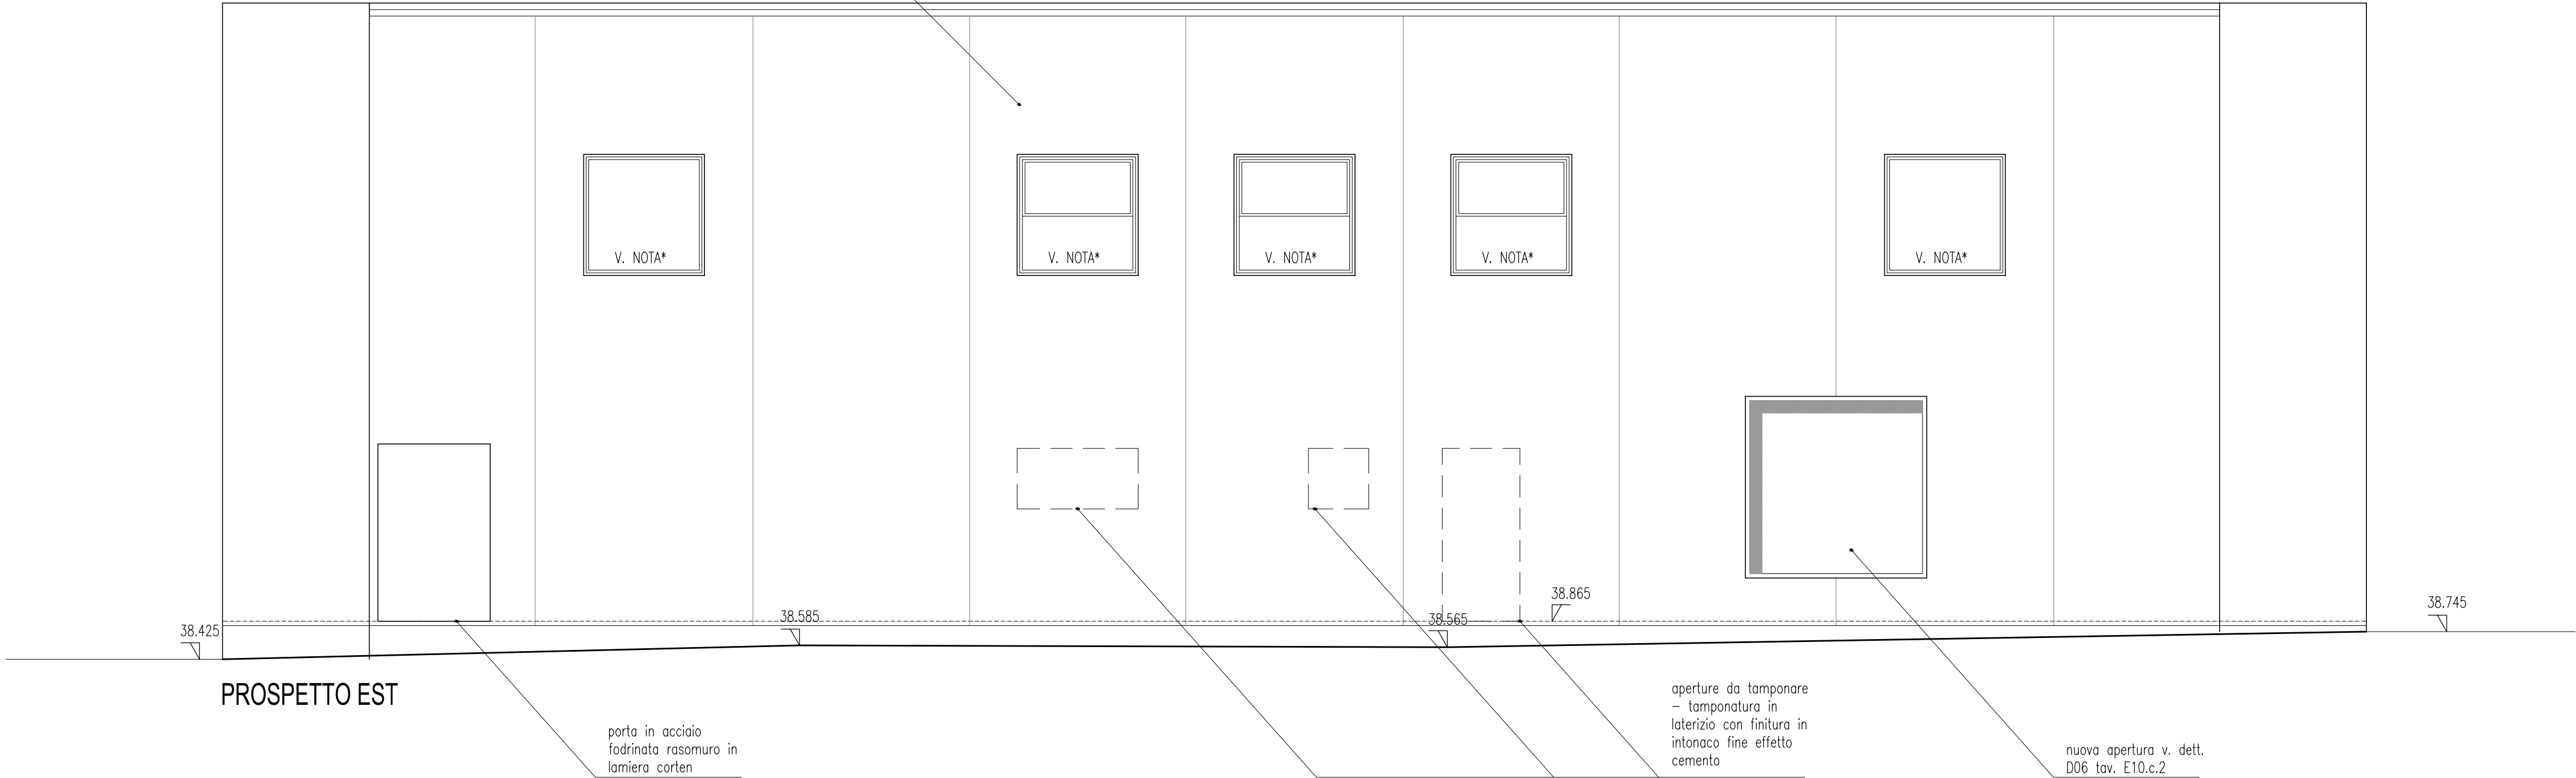 V. NOTA*
V. NOTA*
V. NOTA*
V. NOTA*
V. NOTA*
38.425
38.585
38.565
38.865
38.745
PROSPETTO EST
porta in acciaio
fodrinata rasomuro in
lamiera corten
aperture da tamponare
– tamponatura in
laterizio con finitura in
intonaco fine effetto
cemento
nuova apertura v. dett.
D06 tav. E10.c.2